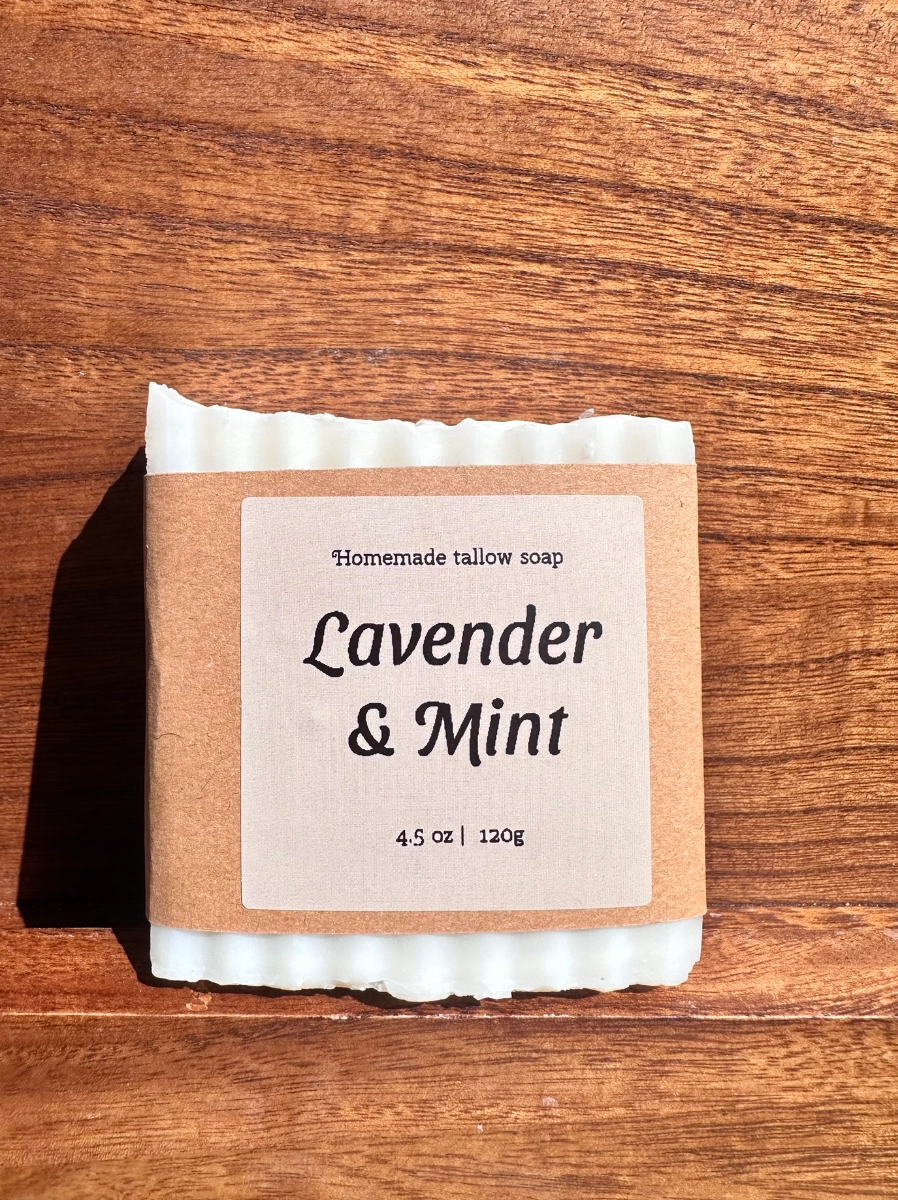 Homemade tallow soap
Lavender
& Mint
4.5 oz | 120g